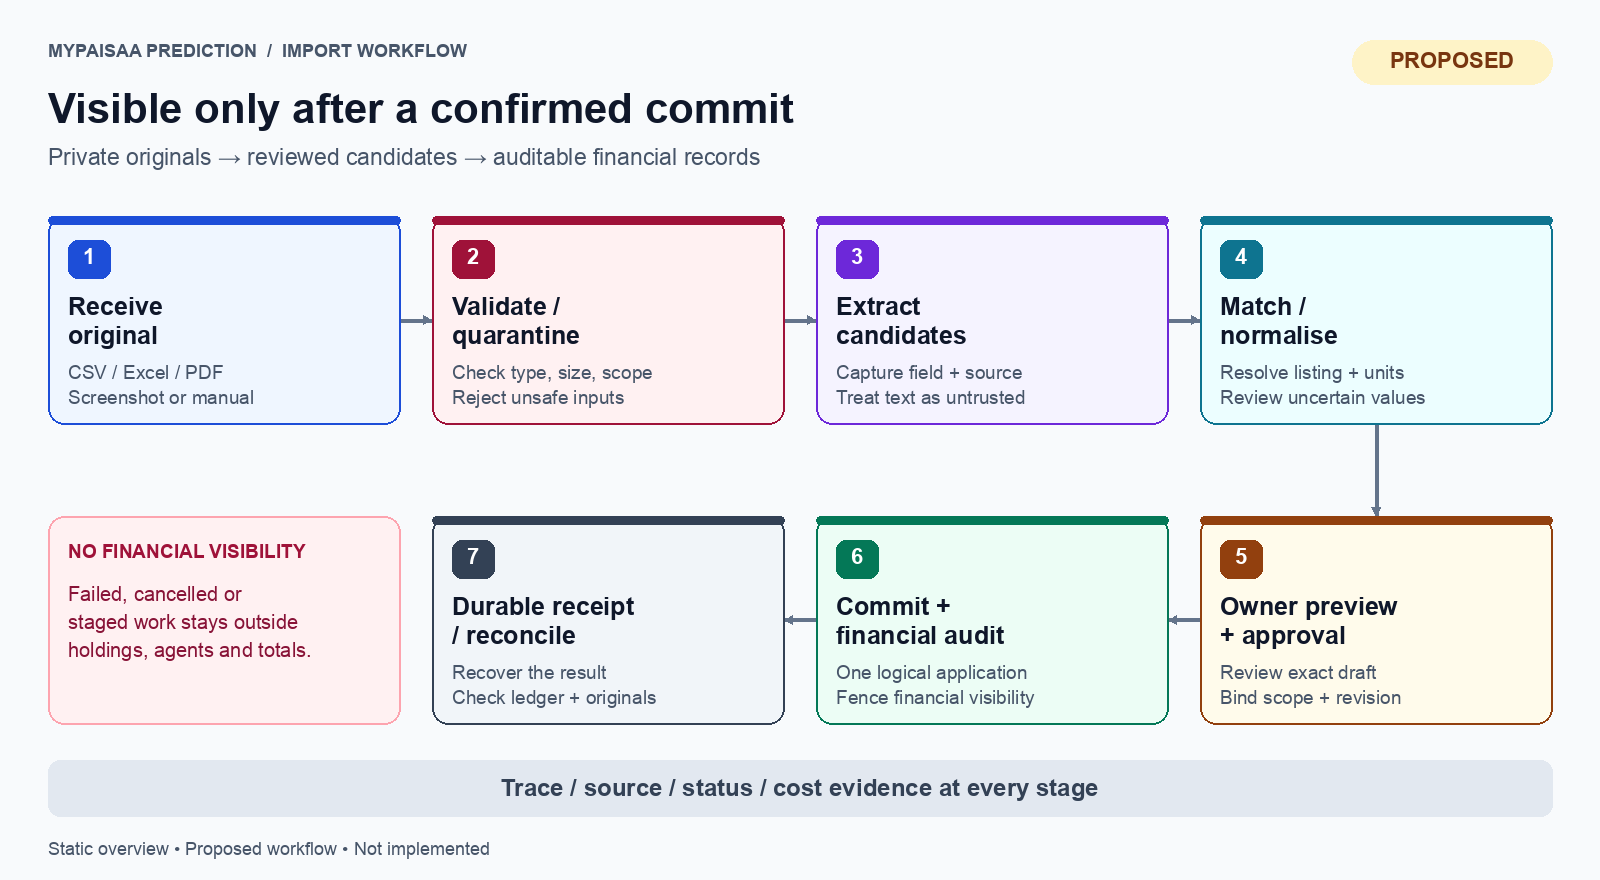 MYPAISAA PREDICTION / IMPORT WORKFLOW
PROPOSED
Visible only after a confirmed commit
Private originals → reviewed candidates → auditable financial records
1
Receive
original
CSV / Excel / PDF
Screenshot or manual
2
Validate /
quarantine
Check type, size, scope
Reject unsafe inputs
3
Extract
candidates
Capture field + source
Treat text as untrusted
4
Match /
normalise
Resolve listing + units
Review uncertain values
5
Owner preview
+ approval
Review exact draft
Bind scope + revision
6
Commit +
financial audit
One logical application
Fence financial visibility
7
Durable receipt
/ reconcile
Recover the result
Check ledger + originals
NO FINANCIAL VISIBILITY
Failed, cancelled or
staged work stays outside
holdings, agents and totals.
Trace / source / status / cost evidence at every stage
Static overview • Proposed workflow • Not implemented